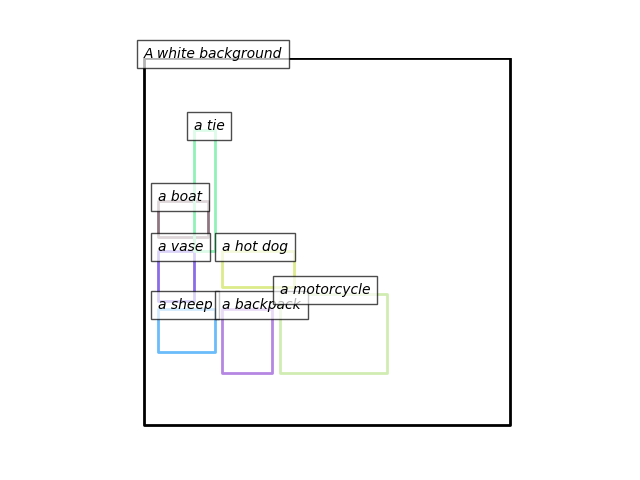 A white background
a tie
a boat
a vase
a hot dog
a motorcycle
a sheep
a backpack